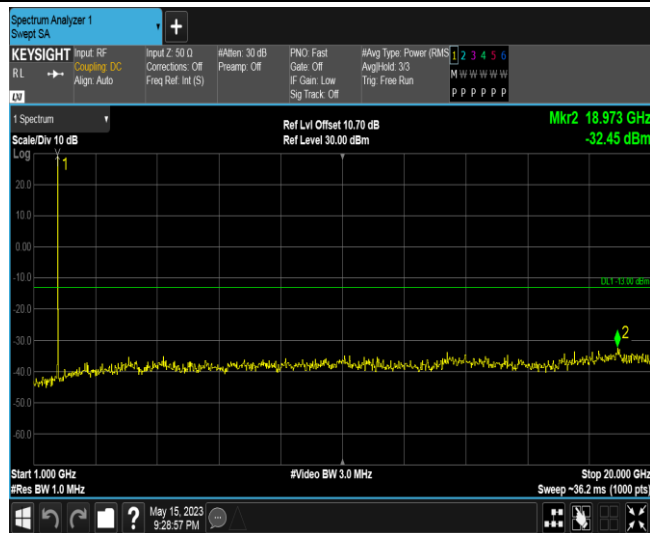 Spectrum Analyzer 1
Swept SA
+
KEYSIGHT
RL
Input: RF
Coupling: DC
Align: Auto
Input Z: 50 Ω
Corrections: Off
Freq Ref: Int (S)
#Atten: 30 dB
Preamp: Off
PNO: Fast
Gate: Off
IF Gain: Low
Sig Track: Off
#Avg Type: Power (RMS
Avg|Hold: 3/3
Trig: Free Run
1 2 3 4 5 6
M W W W W W
P P P P P P
1 Spectrum
Scale/Div 10 dB
Log
Ref Lvl Offset 10.70 dB
Ref Level 30.00 dBm
Mkr2 18.973 GHz
-32.45 dBm
1
20.0
10.0
0.00
-10.0
DL1 -13.00 dBm
-20.0
-30.0
2
-40.0
-50.0
-60.0
Start 1.000 GHz
#Res BW 1.0 MHz
#Video BW 3.0 MHz
Stop 20.000 GHz
Sweep ~36.2 ms (1000 pts)
?
May 15, 2023
9:28:57 PM